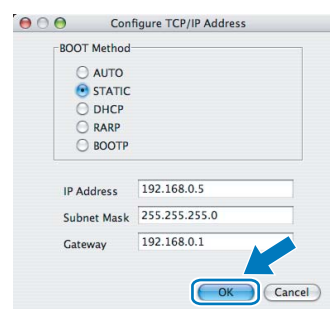 Configure TCP/IP Address
BOOT Method
AUTO
STATIC
DHCP
RARP
BOOTP
IP Address 192.168.0.5
Subnet Mask 255.255.255.0
Gateway 192.168.0.1
OK Cancel